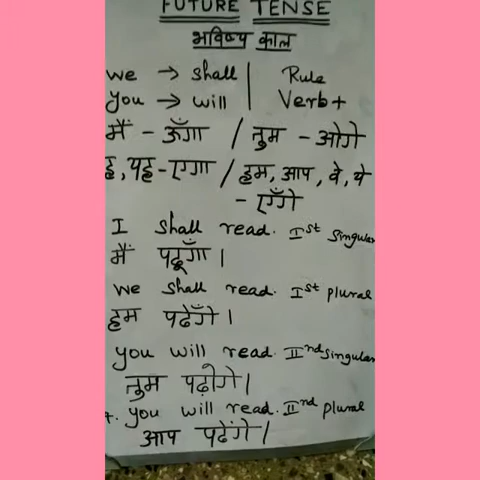 FUTURE TENSE
भविष्य काल
we → shall | Rule
you → will | Verb+
मैं - ऊँगा / तुम - ओगे
ह, यह - एगा / हम, आप, वे, ये
- एँगे
I shall read. Ist Singular
मैं पढ़ूँगा।
we shall read. Ist plural
हम पढेँगे।
you will read. IInd Singular
तुम पढ़ोगे।
you will read. IInd plural
आप पढेंगे।